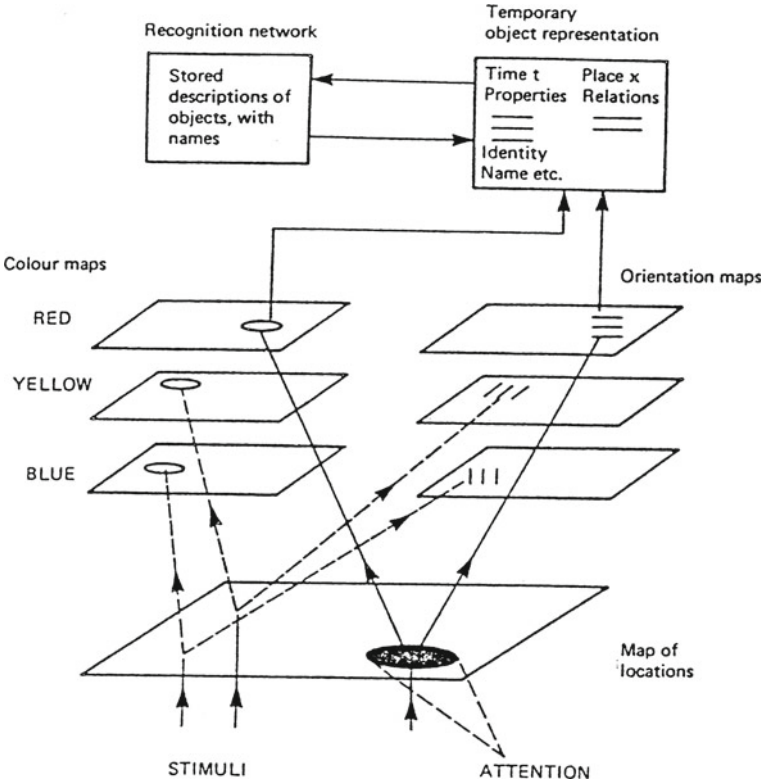 Recognition network
Temporary
object representation
Stored
descriptions of
objects, with
names
Time t Place x
Properties Relations
Identity
Name etc.
Colour maps
Orientation maps
RED
YELLOW
BLUE
Map of
locations
STIMULI
ATTENTION